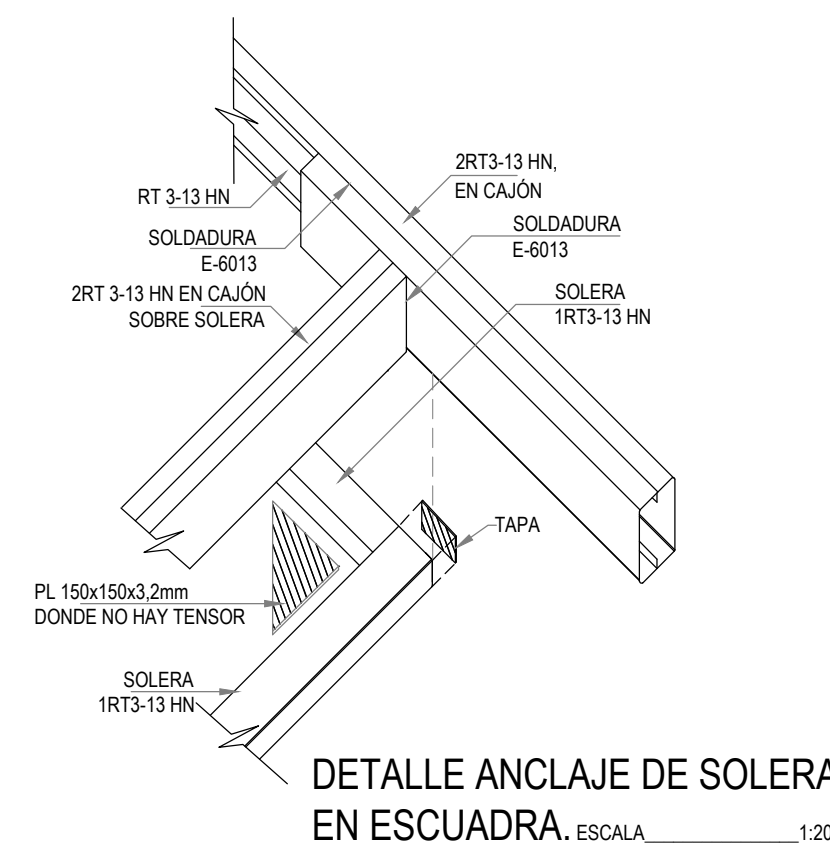 2RT3-13 HN,
EN CAJÓN
RT 3-13 HN
SOLDADURA
E-6013
SOLDADURA
E-6013
2RT 3-13 HN EN CAJÓN
SOBRE SOLERA
SOLERA
1RT3-13 HN
TAPA
PL 150x150x3,2mm
DONDE NO HAY TENSOR
SOLERA
1RT3-13 HN
DETALLE ANCLAJE DE SOLERA
EN ESCUADRA. ESCALA_______________1:20